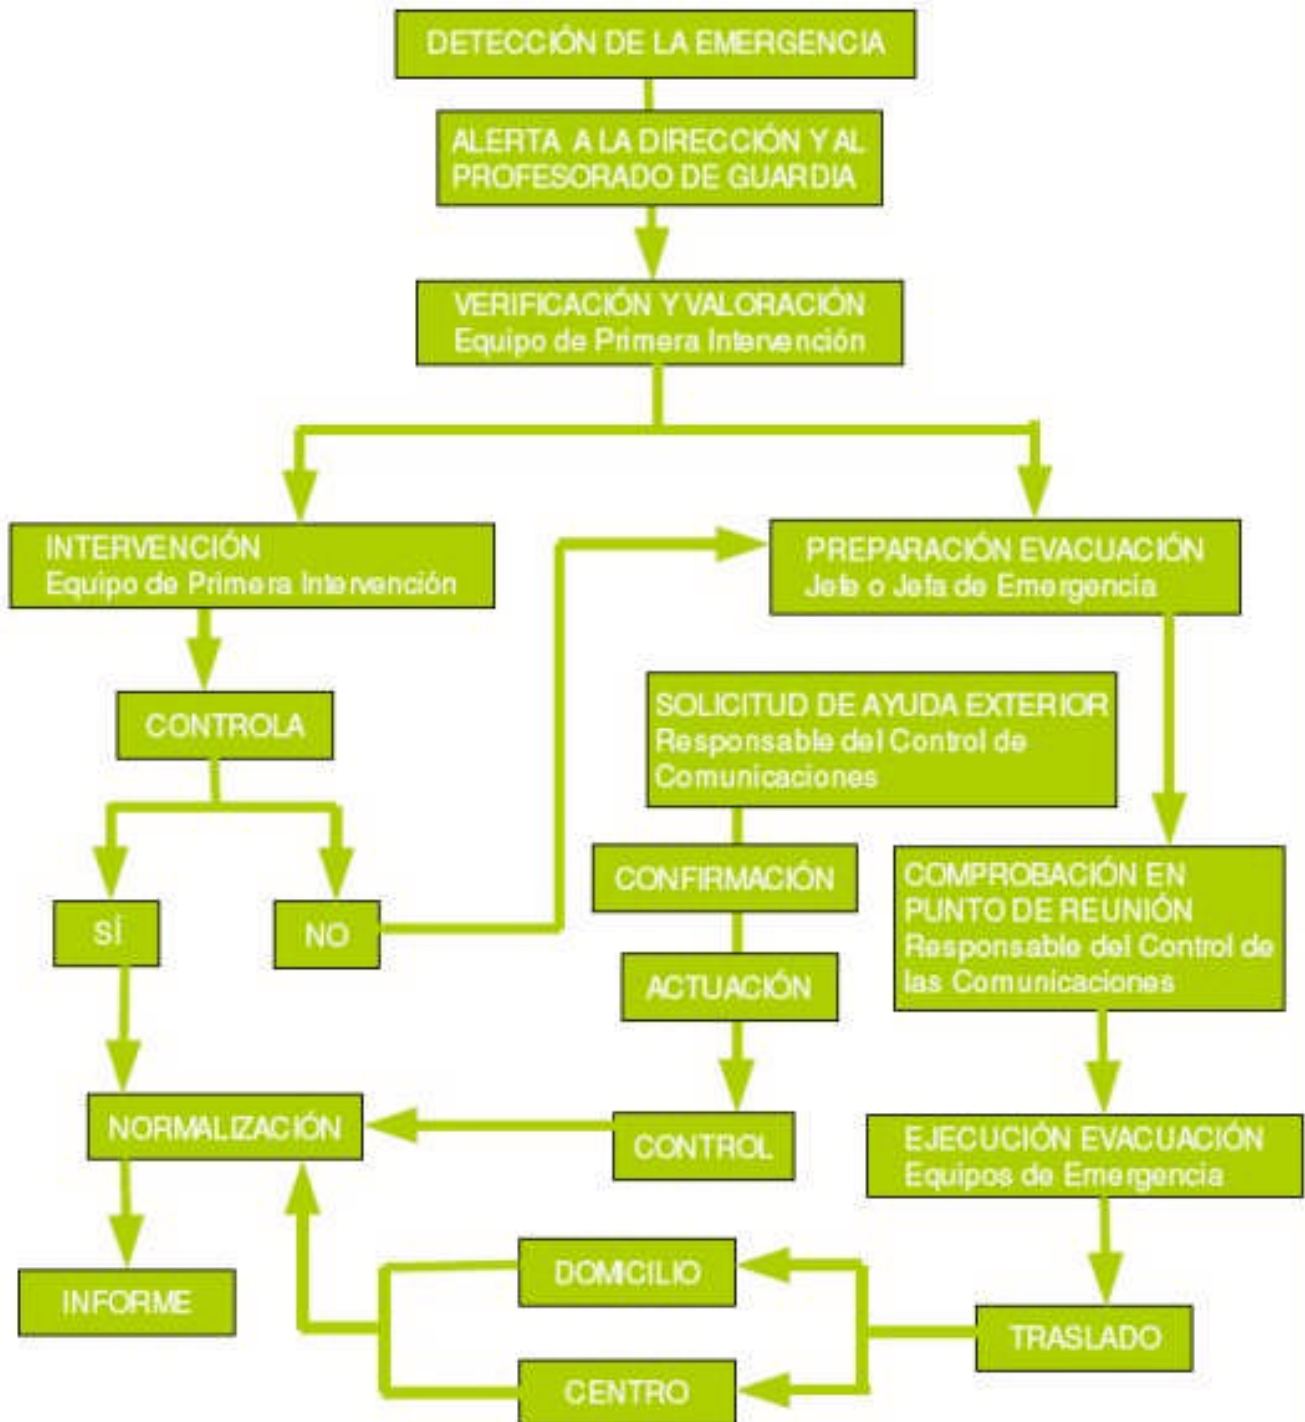 DETECCIÓN DE LA EMERGENCIA
ALERTA A LA DIRECCIÓN Y AL
PROFESORADO DE GUARDIA
VERIFICACIÓN Y VALORACIÓN
Equipo de Primera Intervención
INTERVENCIÓN
Equipo de Primera Intervención
PREPARACIÓN EVACUACIÓN
Jefe o Jefa de Emergencia
CONTROLA
SOLICITUD DE AYUDA EXTERIOR
Responsable del Control de
Comunicaciones
SÍ
NO
CONFIRMACIÓN
COMPROBACIÓN EN
PUNTO DE REUNIÓN
Responsable del Control de
las Comunicaciones
ACTUACIÓN
NORMALIZACIÓN
CONTROL
EJECUCIÓN EVACUACIÓN
Equipos de Emergencia
INFORME
DOMICILIO
TRASLADO
CENTRO